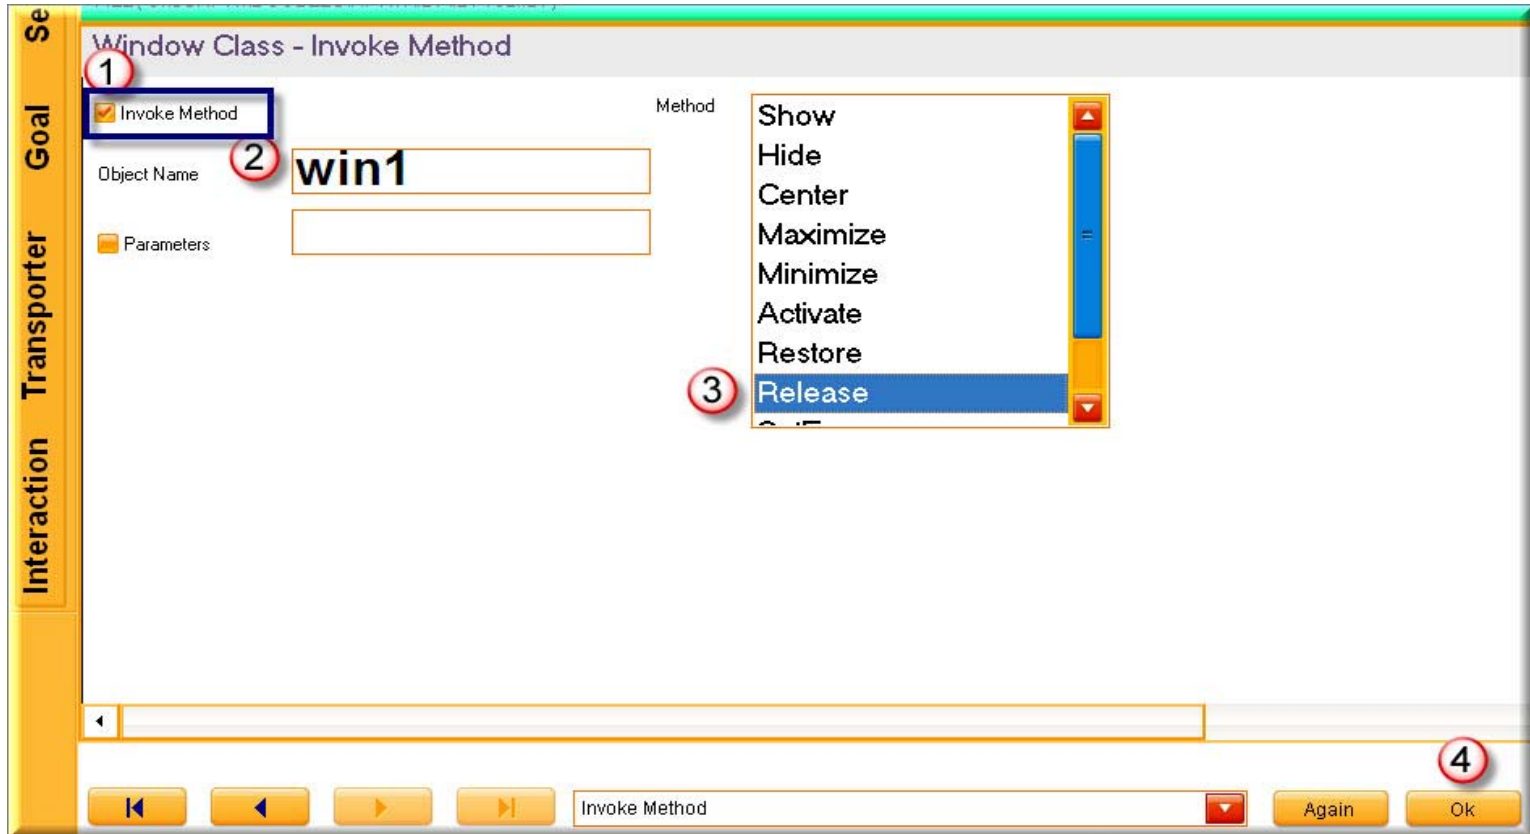 Window Class - Invoke Method
1
Invoke Method
Method
2
Object Name
win1
Parameters
Show
Hide
Center
Maximize
Minimize
Activate
Restore
3
Release
Se
Goal
Transporter
Interaction
4
Invoke Method
Again
Ok